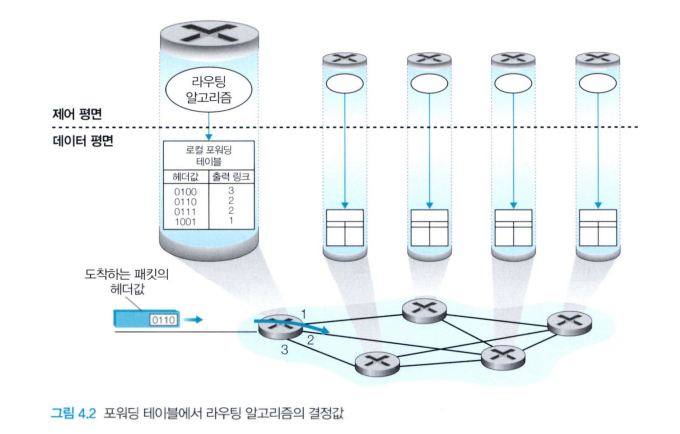 라우팅
알고리즘
제어 평면
데이터 평면
로컬 포워딩
테이블
헤더값 출력 링크
0100 3
0110 2
0111 2
1001 1
도착하는 패킷의
헤더값
0110
1
2
3
그림 4.2 포워딩 테이블에서 라우팅 알고리즘의 결정값